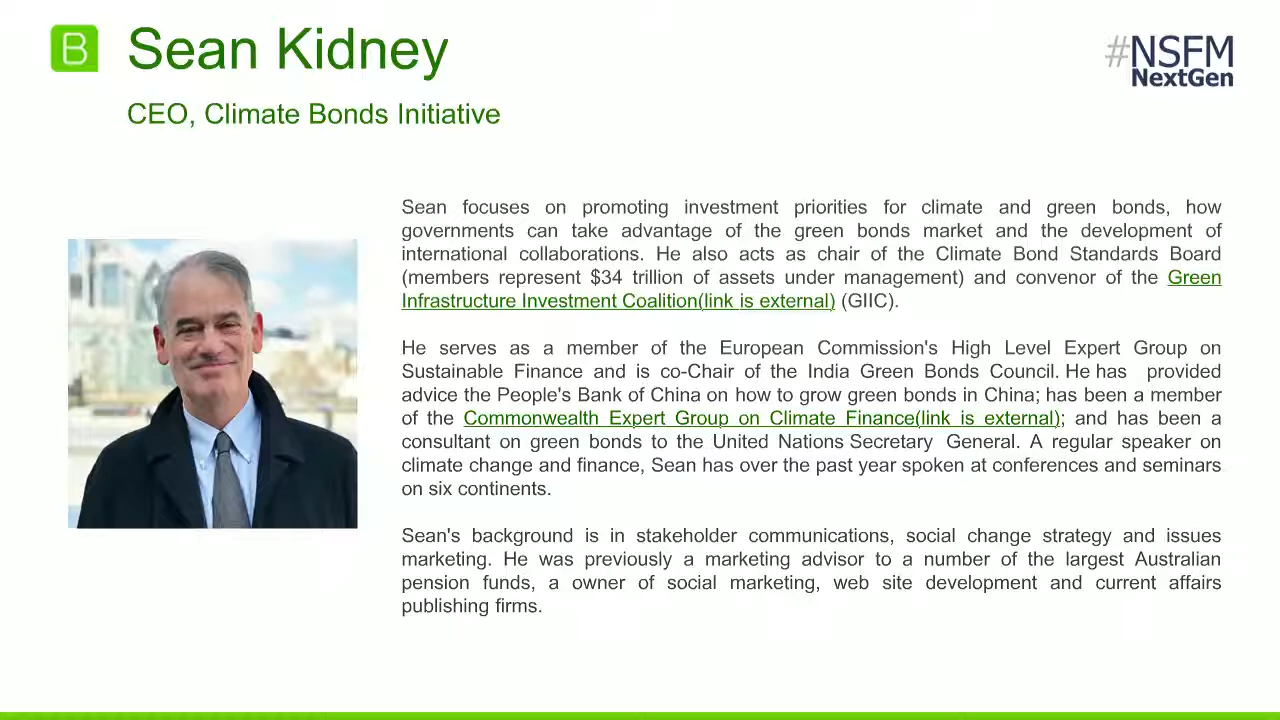 B
Sean Kidney
#NSFM
NextGen
CEO, Climate Bonds Initiative
Sean focuses on promoting investment priorities for climate and green bonds, how
governments can take advantage of the green bonds market and the development of
international collaborations. He also acts as chair of the Climate Bond Standards Board
(members represent $34 trillion of assets under management) and convenor of the Green
Infrastructure Investment Coalition(link is external) (GIIC).
He serves as a member of the European Commission's High Level Expert Group on
Sustainable Finance and is co-Chair of the India Green Bonds Council. He has provided
advice the People's Bank of China on how to grow green bonds in China; has been a member
of the Commonwealth Expert Group on Climate Finance(link is external); and has been a
consultant on green bonds to the United Nations Secretary General. A regular speaker on
climate change and finance, Sean has over the past year spoken at conferences and seminars
on six continents.
Sean's background is in stakeholder communications, social change strategy and issues
marketing. He was previously a marketing advisor to a number of the largest Australian
pension funds, a owner of social marketing, web site development and current affairs
publishing firms.